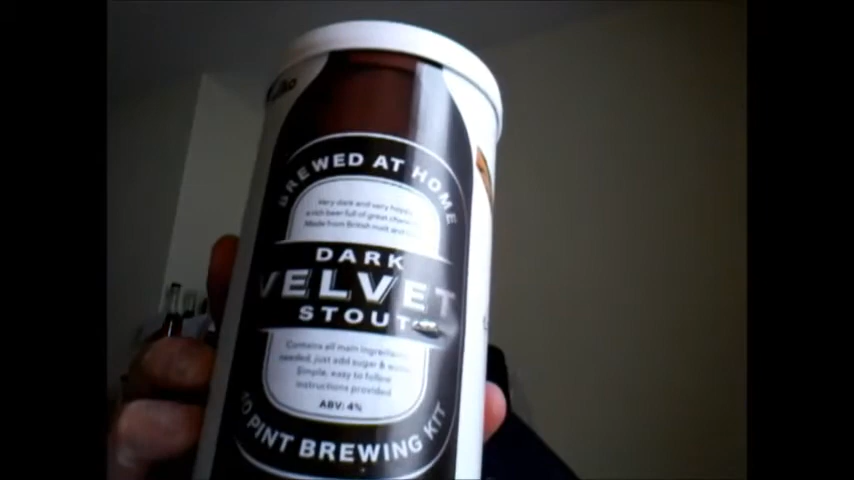 BREWED AT HOME
Very dark and very hoppy,
a rich beer full of great
Made from British malt and
DARK
VELVET
STOUT
Contains all main ingredients
needed, just add sugar & water
Simple, easy to follow
instructions provided
ABV: 4%
PINT BREWING KIT